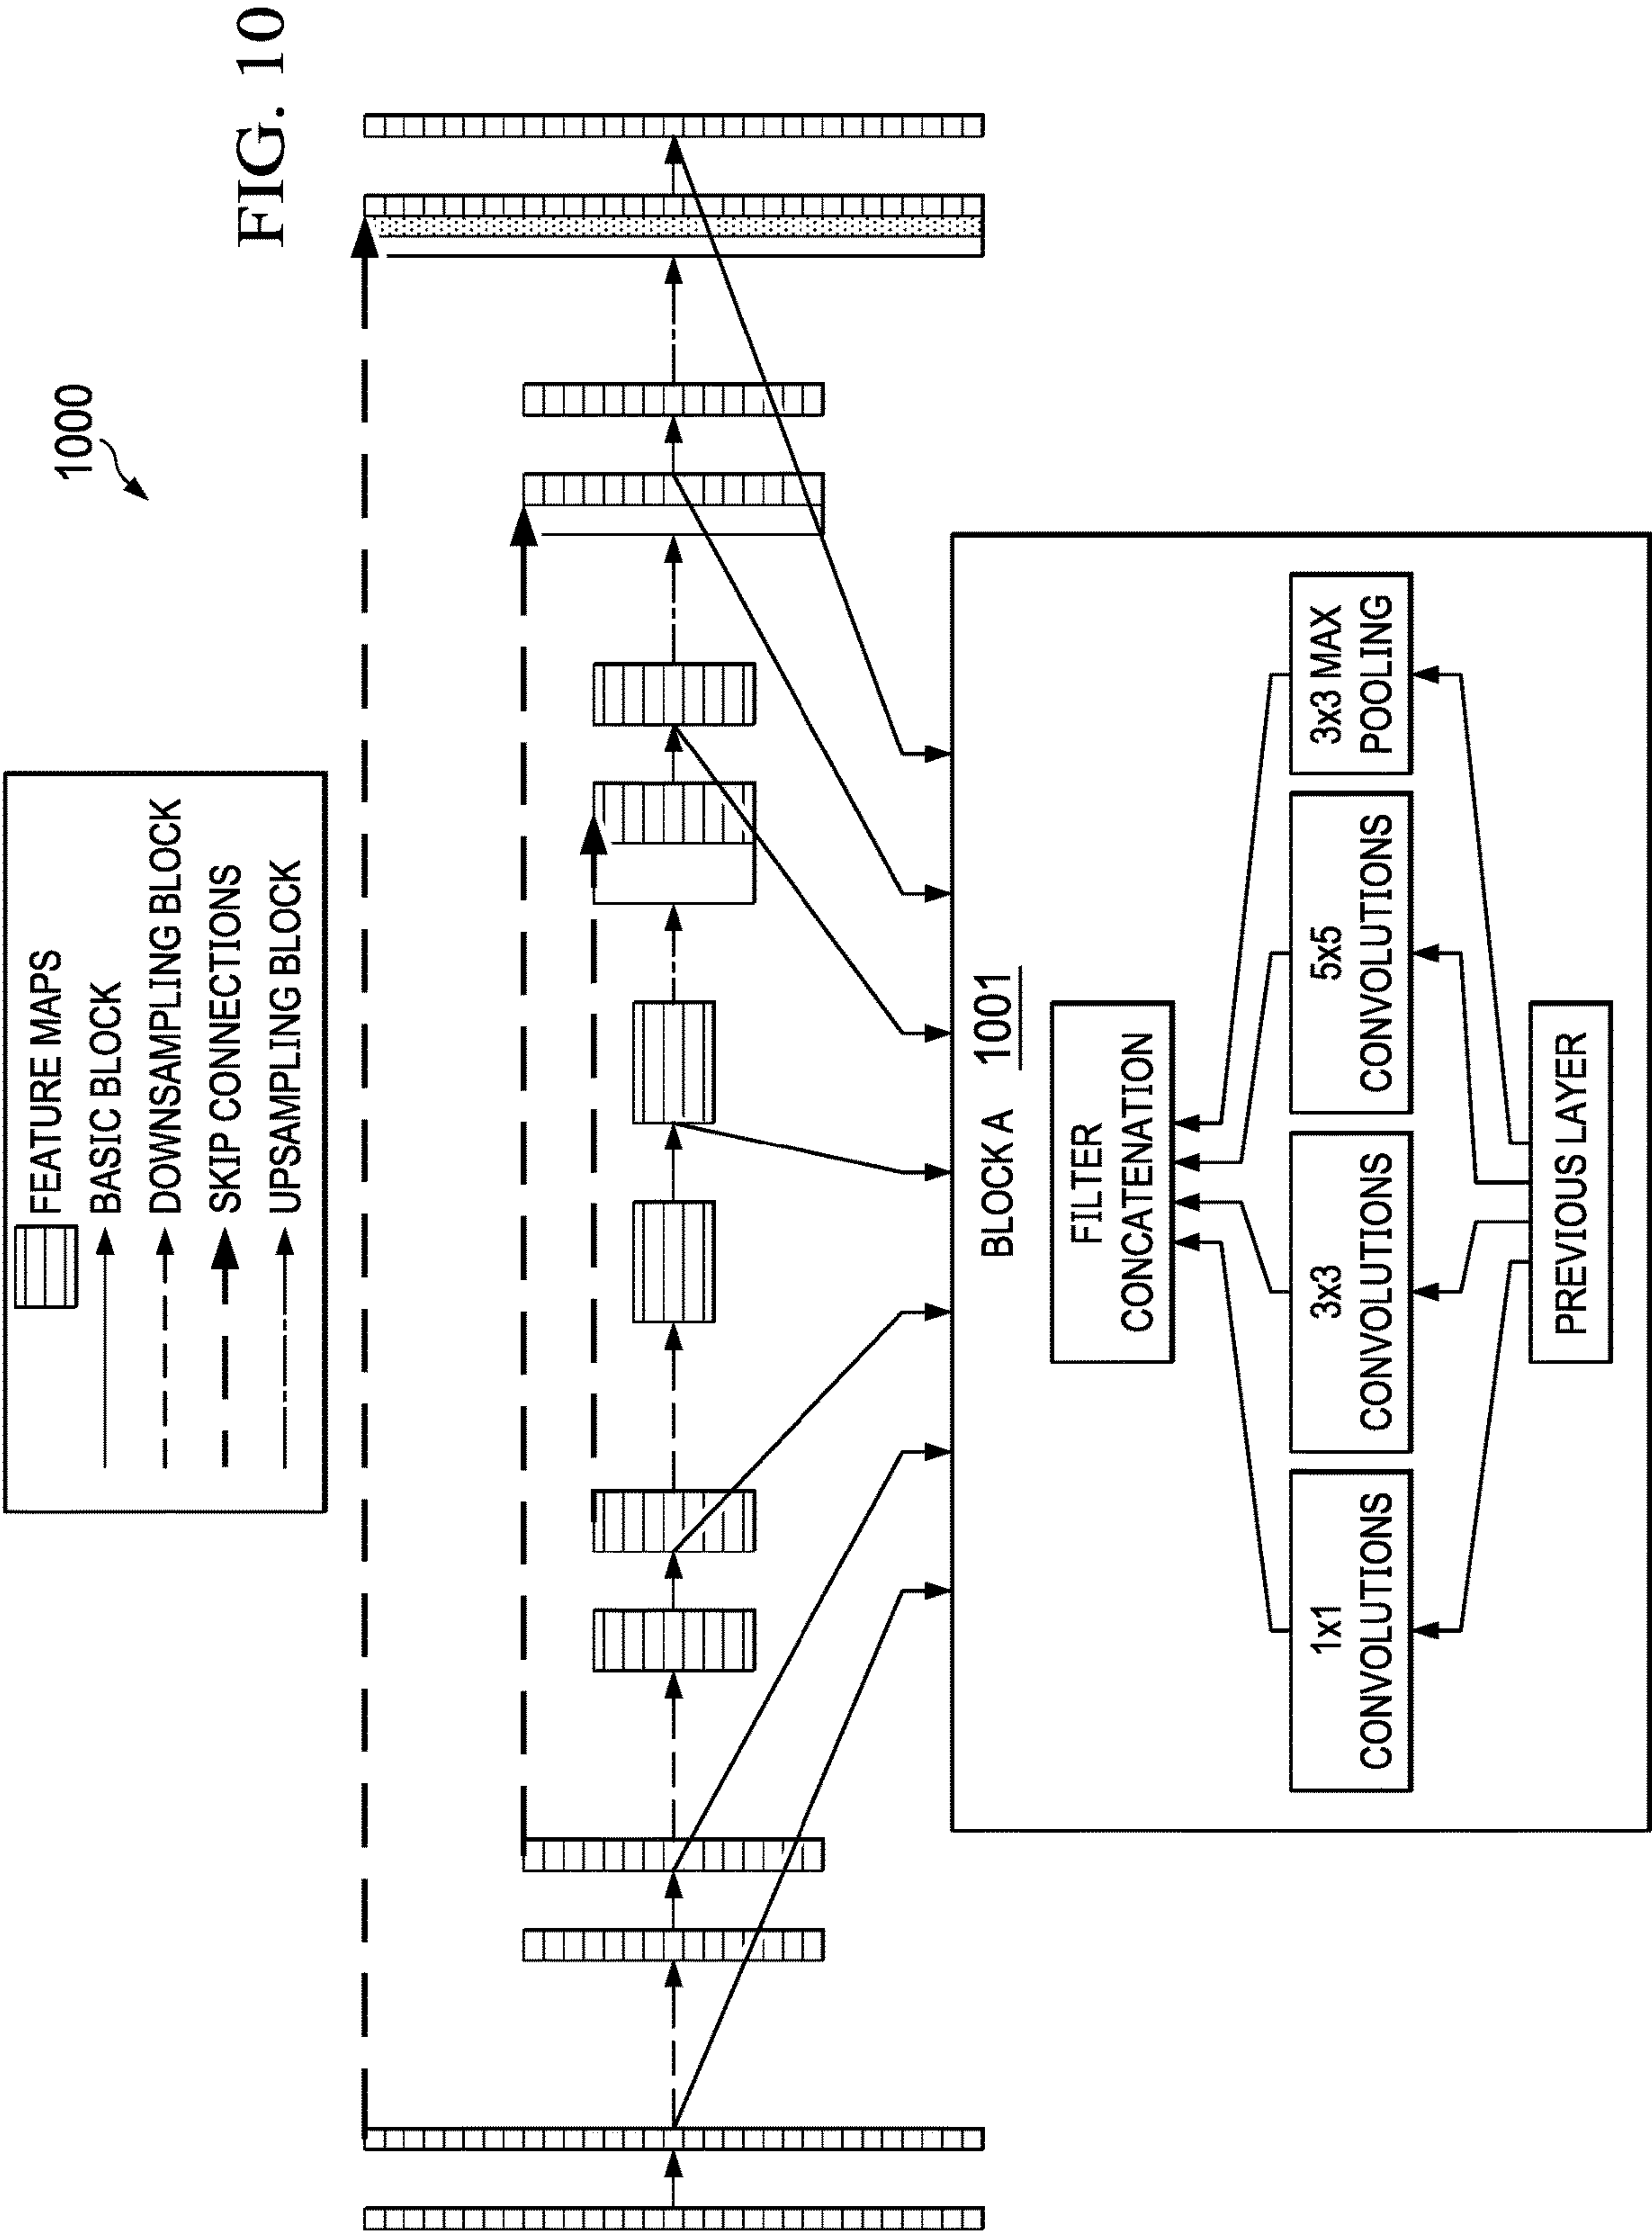 FIG. 10
1000
FEATURE MAPS
BASIC BLOCK
DOWNSAMPLING BLOCK
SKIP CONNECTIONS
UPSAMPLING BLOCK
BLOCK A 1001
FILTER
CONCATENATION
1x1
CONVOLUTIONS
3x3
CONVOLUTIONS
5x5
CONVOLUTIONS
3x3 MAX
POOLING
PREVIOUS LAYER